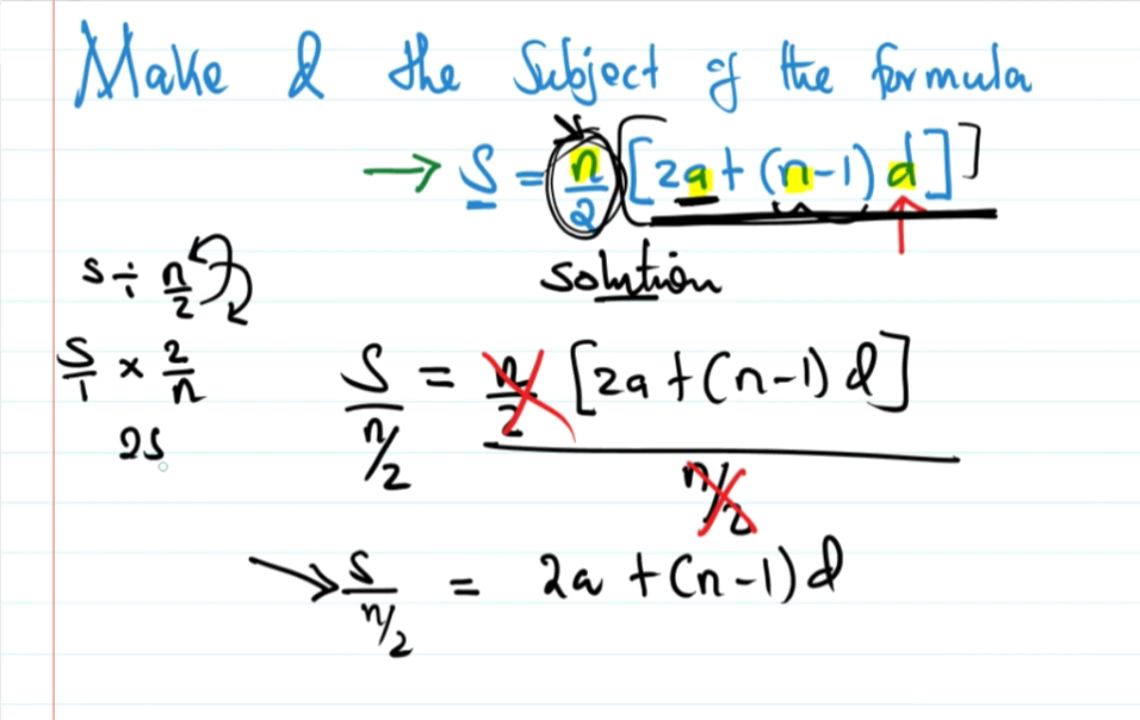 Make d the Subject of the formula
→ S = n/2 [[2a + (n-1) d]]
solution
s ÷ n/2
S/1 × 2/n
2S
S/(n/2) = n/2 [2a + (n-1) d] / (n/2)
→ S/(n/2) = 2a + (n-1) d